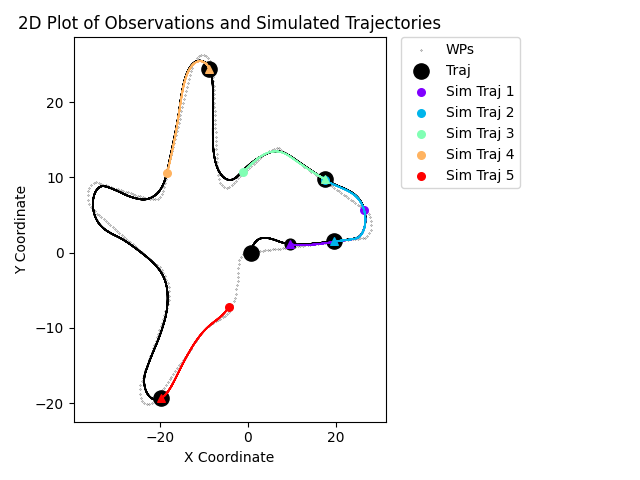 2D Plot of Observations and Simulated Trajectories
WPs
Traj
Sim Traj 1
Sim Traj 2
Sim Traj 3
Sim Traj 4
Sim Traj 5
Y Coordinate
20
10
0
−10
−20
−20
0
20
X Coordinate